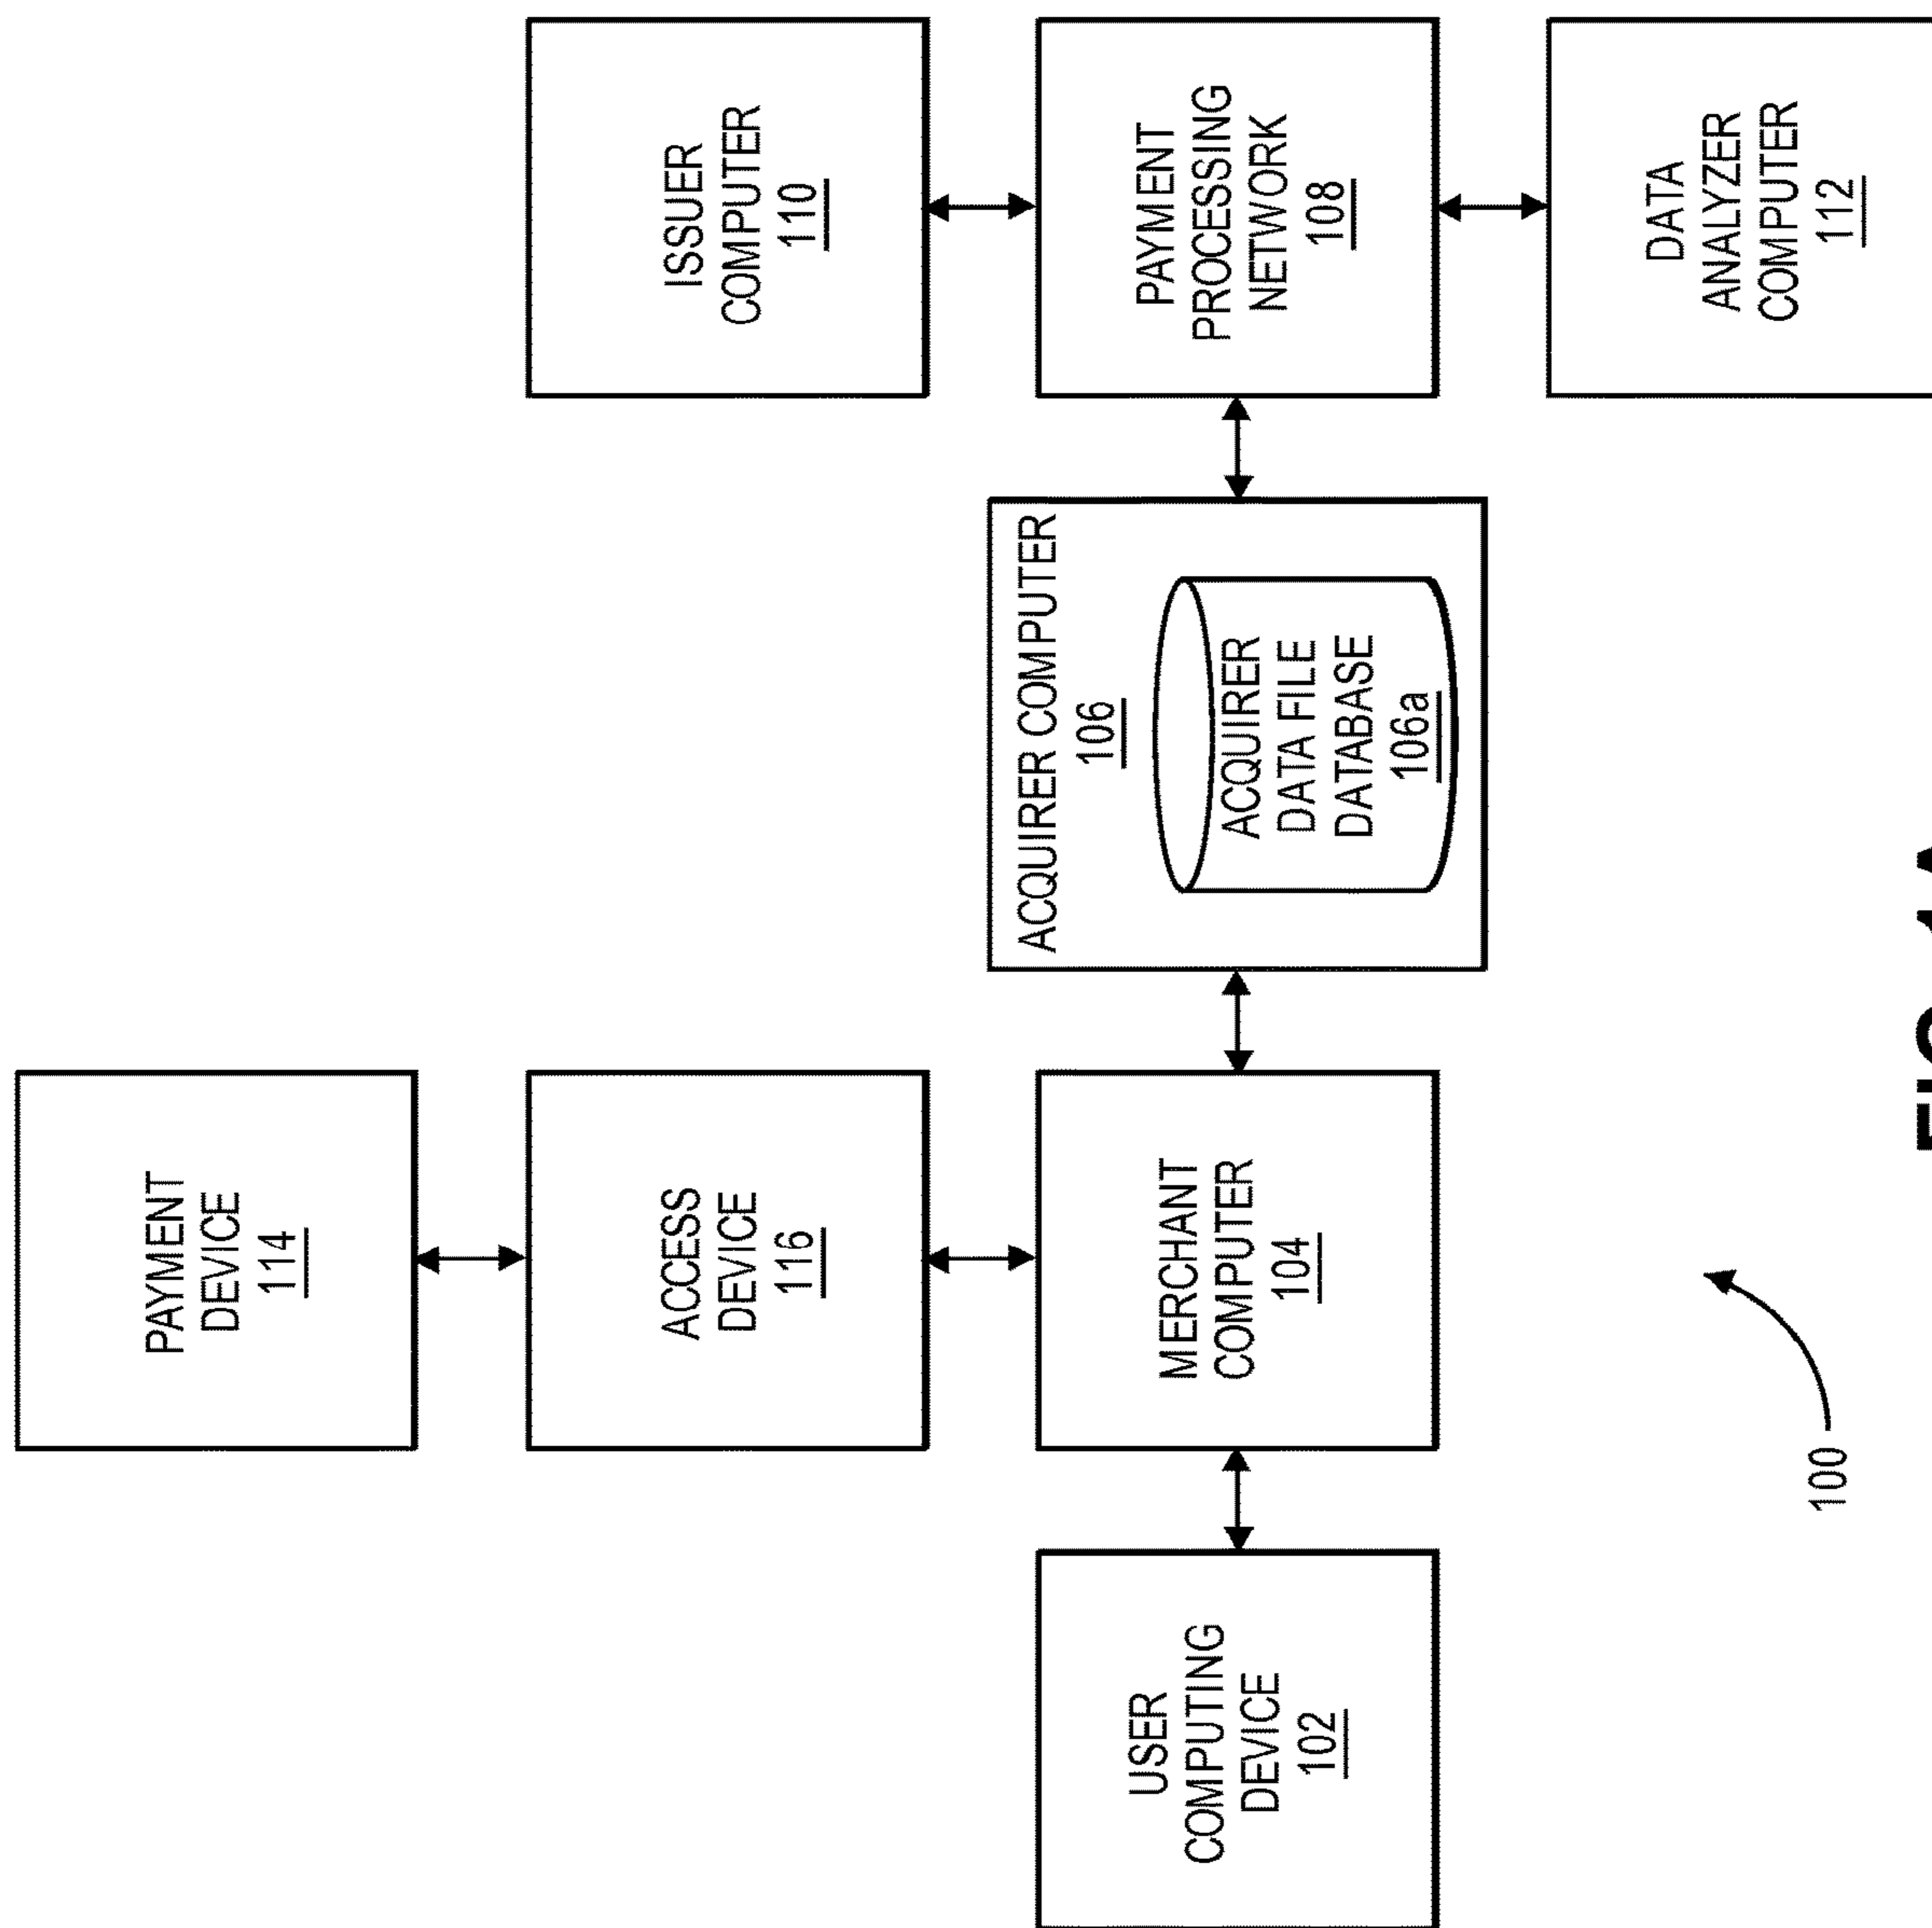 PAYMENT
DEVICE
114
ACCESS
DEVICE
116
ISSUER
COMPUTER
110
USER
COMPUTING
DEVICE
102
MERCHANT
COMPUTER
104
ACQUIRER COMPUTER
106
ACQUIRER
DATA FILE
DATABASE
106a
PAYMENT
PROCESSING
NETWORK
108
DATA
ANALYZER
COMPUTER
112
100